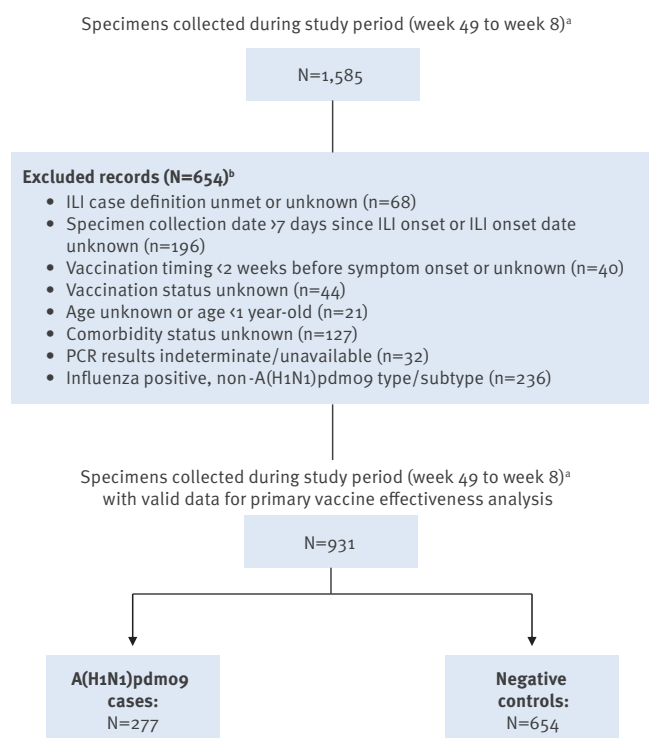 Specimens collected during study period (week 49 to week 8)ᵃ
N=1,585
Excluded records (N=654)ᵇ
• ILI case definition unmet or unknown (n=68)
• Specimen collection date >7 days since ILI onset or ILI onset date
unknown (n=196)
• Vaccination timing <2 weeks before symptom onset or unknown (n=40)
• Vaccination status unknown (n=44)
• Age unknown or age <1 year-old (n=21)
• Comorbidity status unknown (n=127)
• PCR results indeterminate/unavailable (n=32)
• Influenza positive, non-A(H1N1)pdm09 type/subtype (n=236)
Specimens collected during study period (week 49 to week 8)ᵃ
with valid data for primary vaccine effectiveness analysis
N=931
A(H1N1)pdm09
cases:
N=277
Negative
controls:
N=654